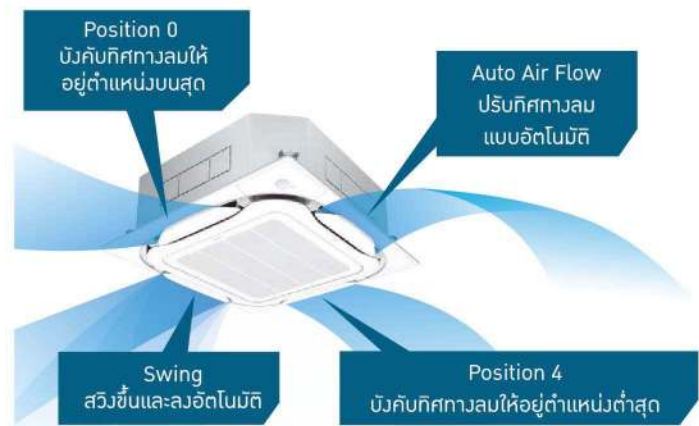 Position 0
บังคับทิศทางลมให้
อยู่ตำแหน่งบนสุด
Auto Air Flow
ปรับทิศทางลม
แบบอัตโนมัติ
Swing
สวิงขึ้นและลงอัตโนมัติ
Position 4
บังคับทิศทางลมให้อยู่ตำแหน่งต่ำสุด